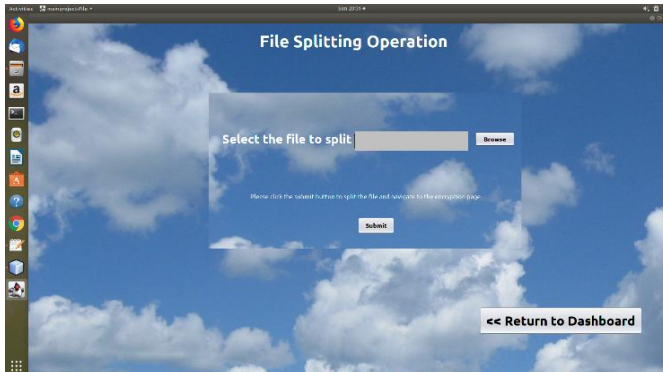 Activities
File Splitting Operation
Select the file to split
Browse
Please click the submit button to split the file and navigate to the encryption page
Submit
<< Return to Dashboard